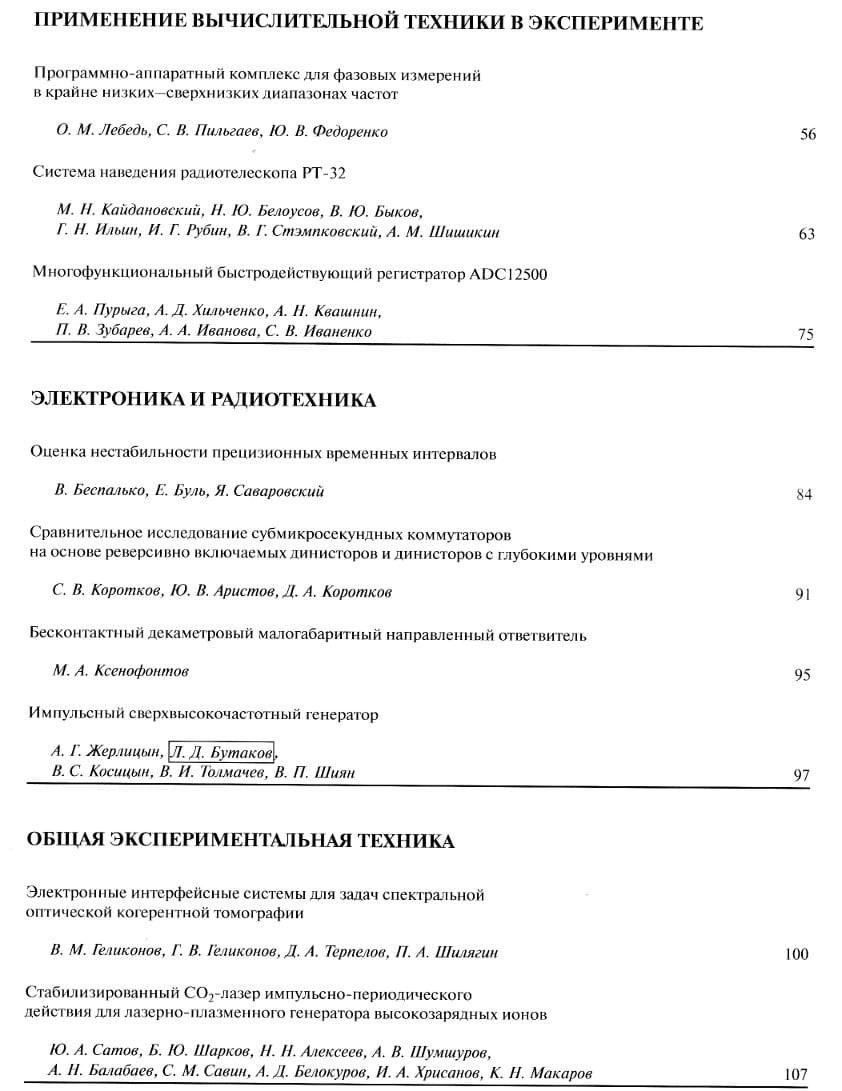 ПРИМЕНЕНИЕ ВЫЧИСЛИТЕЛЬНОЙ ТЕХНИКИ В ЭКСПЕРИМЕНТЕ
Программно-аппаратный комплекс для фазовых измерений
в крайне низких—сверхнизких диапазонах частот
О. М. Лебедь, С. В. Пильгаев, Ю. В. Федоренко 56
Система наведения радиотелескопа РТ-32
М. Н. Кайдановский, Н. Ю. Белоусов, В. Ю. Быков,
Г. Н. Ильин, И. Г. Рубин, В. Г. Стэмпковский, А. М. Шишикин 63
Многофункциональный быстродействующий регистратор ADC12500
Е. А. Пурыга, А. Д. Хильченко, А. Н. Квашнин,
П. В. Зубарев, А. А. Иванова, С. В. Иваненко 75
ЭЛЕКТРОНИКА И РАДИОТЕХНИКА
Оценка нестабильности прецизионных временных интервалов
В. Беспалько, Е. Буль, Я. Саваровский 84
Сравнительное исследование субмикросекундных коммутаторов
на основе реверсивно включаемых динисторов и динисторов с глубокими уровнями
С. В. Коротков, Ю. В. Аристов, Д. А. Коротков 91
Бесконтактный декаметровый малогабаритный направленный ответвитель
М. А. Ксенофонтов 95
Импульсный сверхвысокочастотный генератор
А. Г. Жерлицын, Л. Д. Бутаков,
В. С. Косицын, В. И. Толмачев, В. П. Шиян 97
ОБЩАЯ ЭКСПЕРИМЕНТАЛЬНАЯ ТЕХНИКА
Электронные интерфейсные системы для задач спектральной
оптической когерентной томографии
В. М. Геликонов, Г. В. Геликонов, Д. А. Терпелов, П. А. Шилягин 100
Стабилизированный CO₂-лазер импульсно-периодического
действия для лазерно-плазменного генератора высокозарядных ионов
Ю. А. Сатов, Б. Ю. Шарков, Н. Н. Алексеев, А. В. Шумшуров,
А. Н. Балабаев, С. М. Савин, А. Д. Белокуров, И. А. Хрисанов, К. Н. Макаров 107